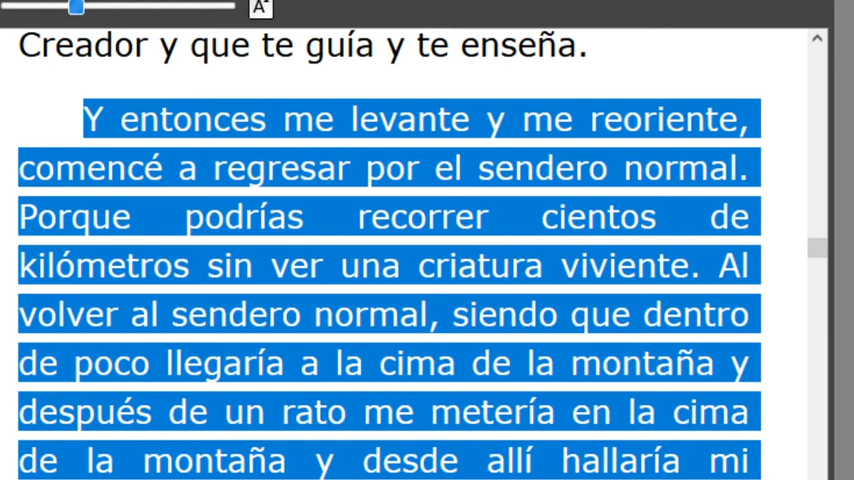 A
Creador y que te guía y te enseña.
Y entonces me levante y me reoriente,
comencé a regresar por el sendero normal.
Porque podrías recorrer cientos de
kilómetros sin ver una criatura viviente. Al
volver al sendero normal, siendo que dentro
de poco llegaría a la cima de la montaña y
después de un rato me metería en la cima
de la montaña y desde allí hallaría mi